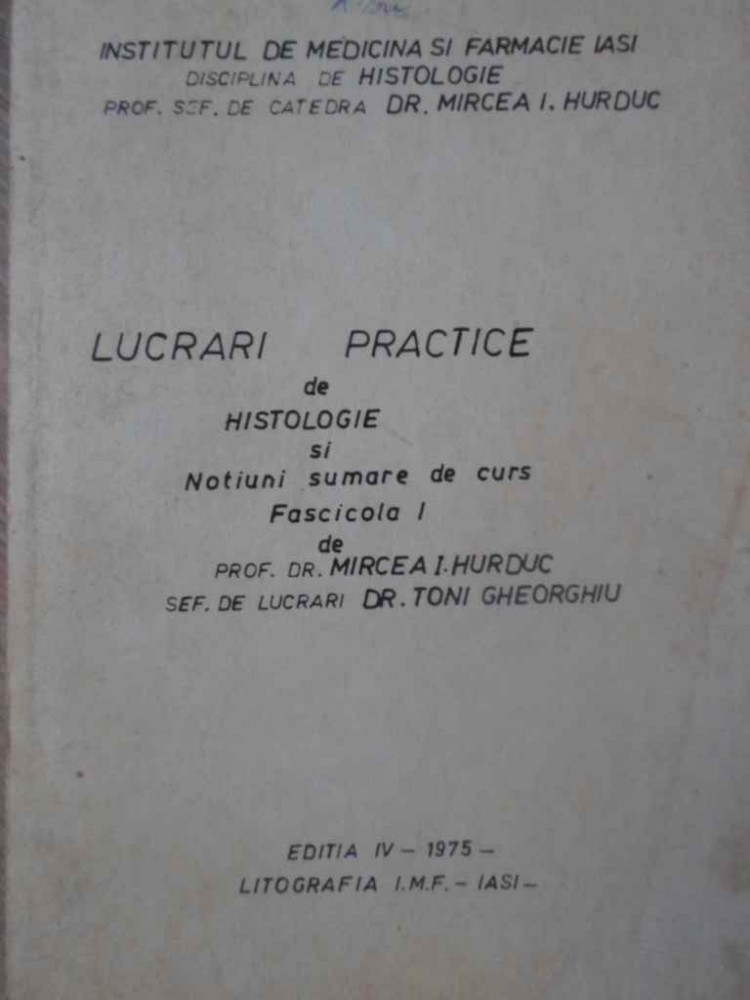 INSTITUTUL DE MEDICINA SI FARMACIE IASI
DISCIPLINA DE HISTOLOGIE
PROF. SEF. DE CATEDRA DR. MIRCEA I. HURDUC
LUCRARI PRACTICE
de
HISTOLOGIE
si
Notiuni sumare de curs
Fascicola I
de
PROF. DR. MIRCEA I. HURDUC
SEF. DE LUCRARI DR. TONI GHEORGHIU
EDITIA IV - 1975 -
LITOGRAFIA I.M.F. - IASI -